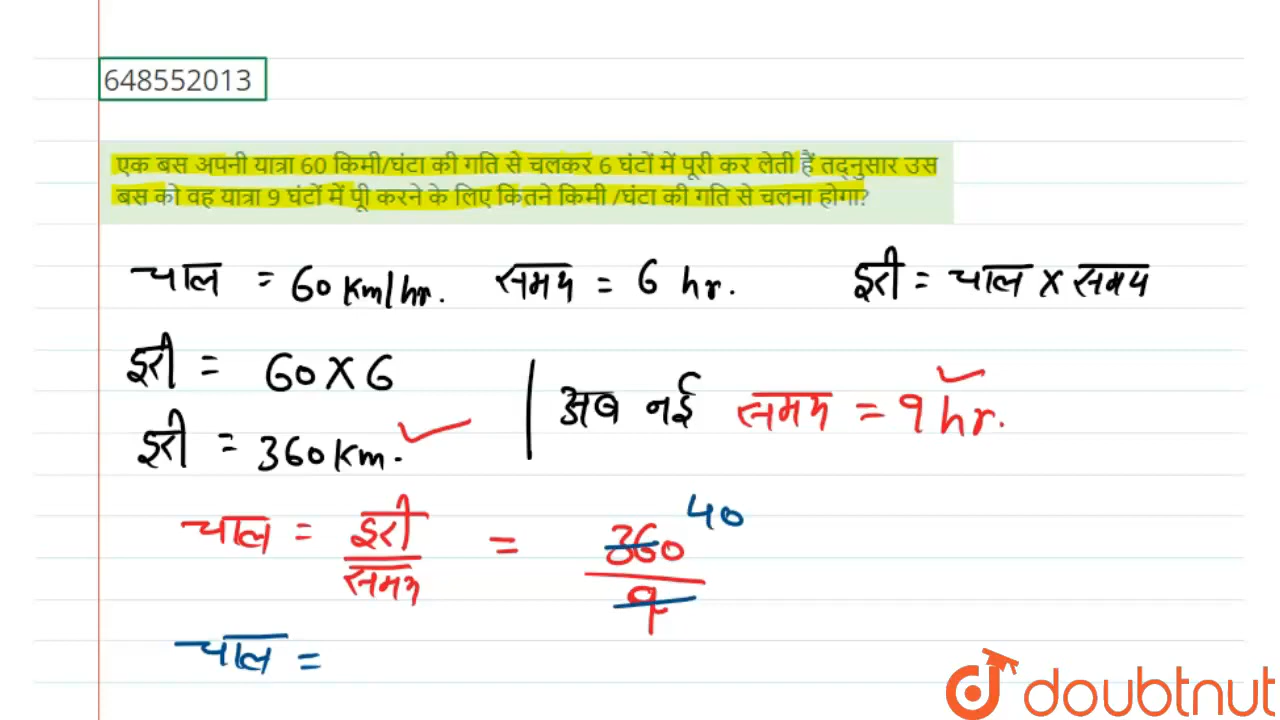 648552013
एक बस अपनी यात्रा 60 किमी/घंटा की गति से चलकर 6 घंटों में पूरी कर लेती हैं तद्नुसार उस
बस को वह यात्रा 9 घंटों में पूी करने के लिए कितने किमी /घंटा की गति से चलना होगा?
चाल = 60 Km/hr. समय = 6 hr. दूरी = चाल x समय
दूरी = 60 x 6
अब नई समय = 9 hr.
दूरी = 360 Km.
चाल = दूरी/समय = 360/9 40
चाल =
doubtnut